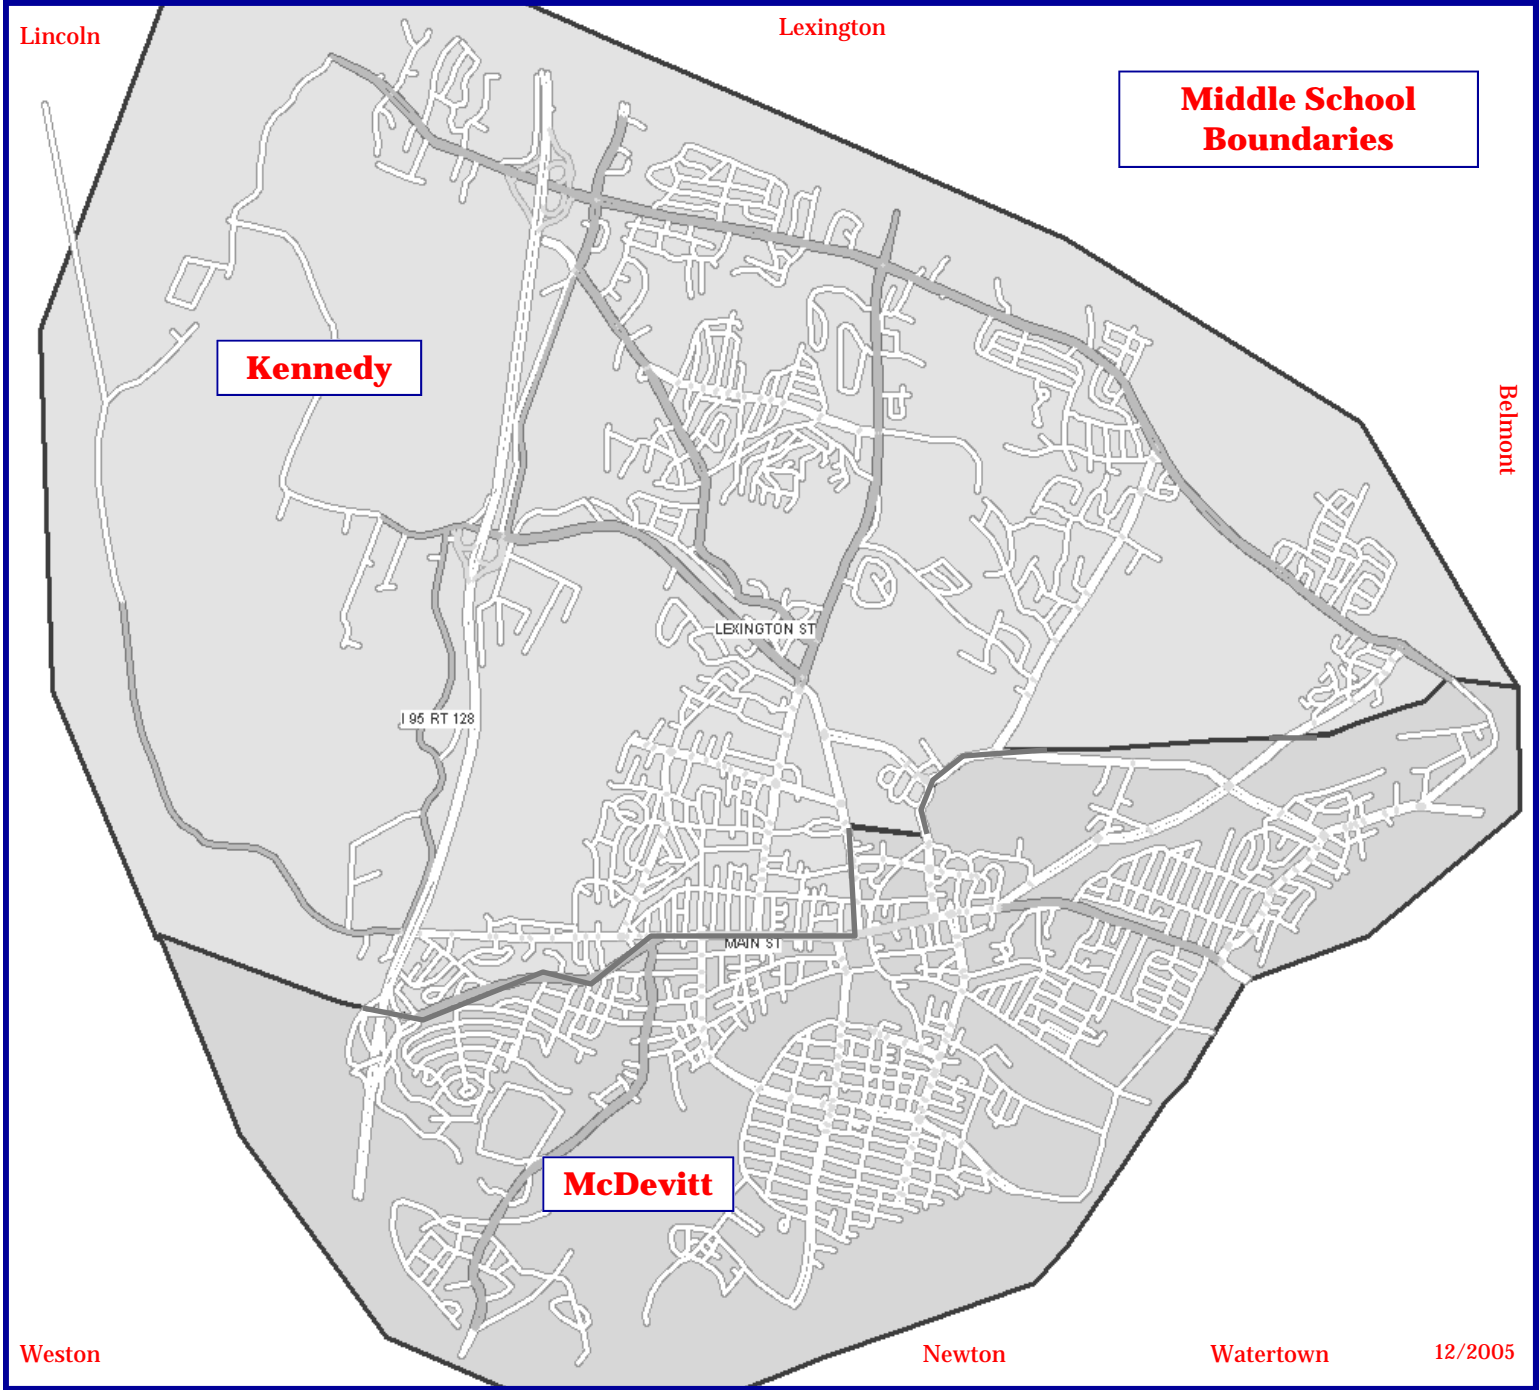 Lincoln
Lexington
Middle School
Boundaries
Kennedy
Belmont
LEXINGTON ST
I 95 RT 128
MAIN ST
McDevitt
Weston
Newton
Watertown
12/2005